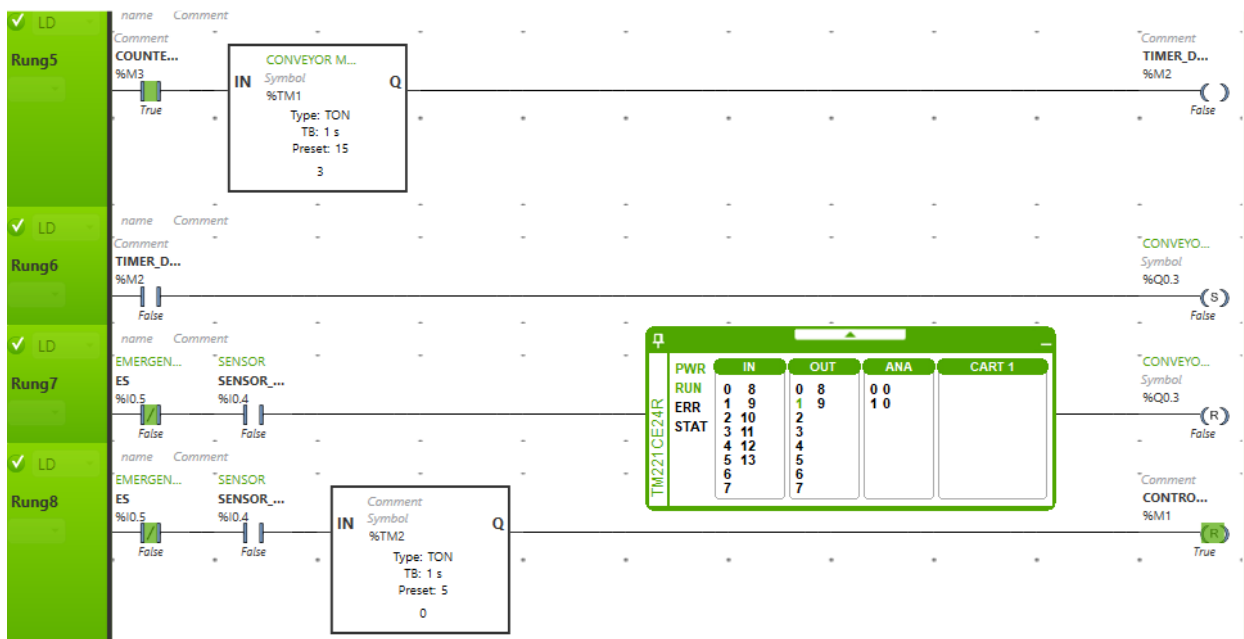 LD
name Comment
Rung5
Comment
COUNTE...
%M3
True
CONVEYOR M...
IN Symbol Q
%TM1
Type: TON
TB: 1 s
Preset: 15
3
Comment
TIMER_D...
%M2
( )
False
LD
name Comment
Rung6
Comment
TIMER_D...
%M2
False
CONVEYO...
Symbol
%Q0.3
(S)
False
LD
name Comment
Rung7
EMERGEN... SENSOR
ES SENSOR_...
%I0.5 %I0.4
/
False False
CONVEYO...
Symbol
%Q0.3
(R)
False
TM221CE24R
PWR IN OUT ANA CART 1
RUN 0 8 0 8 0 0
ERR 1 9 1 9 1 0
STAT 2 10 2
3 11 3
4 12 4
5 13 5
6 6
7 7
LD
name Comment
Rung8
EMERGEN... SENSOR
ES SENSOR_...
%I0.5 %I0.4
/
False False
Comment
IN Symbol Q
%TM2
Type: TON
TB: 1 s
Preset: 5
0
Comment
CONTRO...
%M1
(R)
True